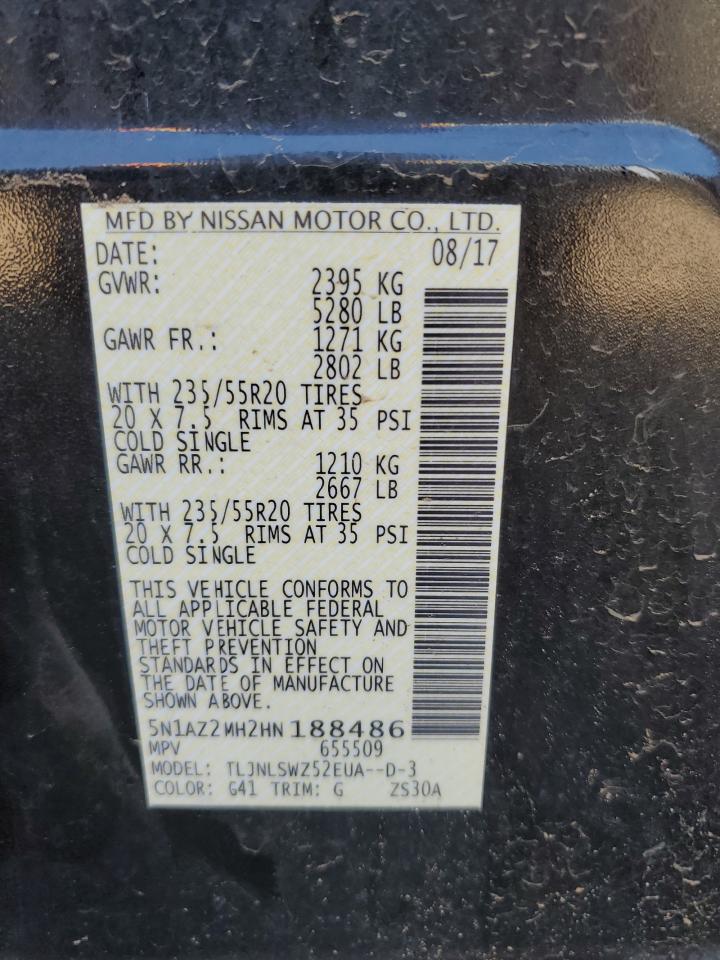 MFD BY NISSAN MOTOR CO., LTD.
DATE: 08/17
GVWR: 2395 KG
5280 LB
GAWR FR.: 1271 KG
2802 LB
WITH 235/55R20 TIRES
20 X 7.5 RIMS AT 35 PSI
COLD SINGLE
GAWR RR.: 1210 KG
2667 LB
WITH 235/55R20 TIRES
20 X 7.5 RIMS AT 35 PSI
COLD SINGLE
THIS VEHICLE CONFORMS TO
ALL APPLICABLE FEDERAL
MOTOR VEHICLE SAFETY AND
THEFT PREVENTION
STANDARDS IN EFFECT ON
THE DATE OF MANUFACTURE
SHOWN ABOVE.
5N1AZ2MH2HN188486
MPV 655509
MODEL: TLJNLSWZ52EUA--D-3
COLOR: G41 TRIM: G ZS30A